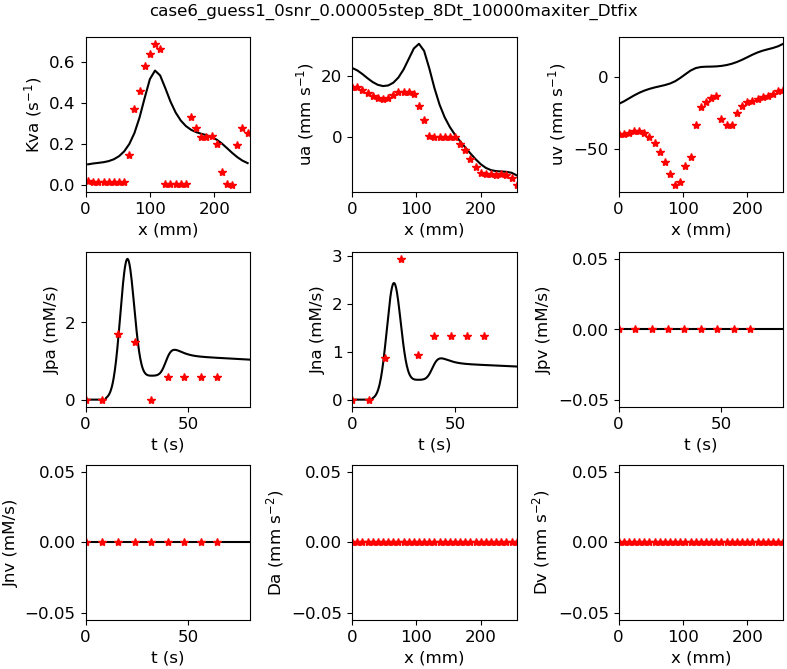 case6_guess1_0snr_0.00005step_8Dt_10000maxiter_Dtfix
Kva (s⁻¹)
0.6
0.4
0.2
0.0
0 100 200
x (mm)
ua (mm s⁻¹)
20
0
0 100 200
x (mm)
uv (mm s⁻¹)
0
−50
0 100 200
x (mm)
Jpa (mM/s)
2
0
0 50
t (s)
Jna (mM/s)
3
2
1
0
0 50
t (s)
Jpv (mM/s)
0.05
0.00
−0.05
0 50
t (s)
Jnv (mM/s)
0.05
0.00
−0.05
0 50
t (s)
Da (mm s⁻²)
0.05
0.00
−0.05
0 100 200
x (mm)
Dv (mm s⁻²)
0.05
0.00
−0.05
0 100 200
x (mm)